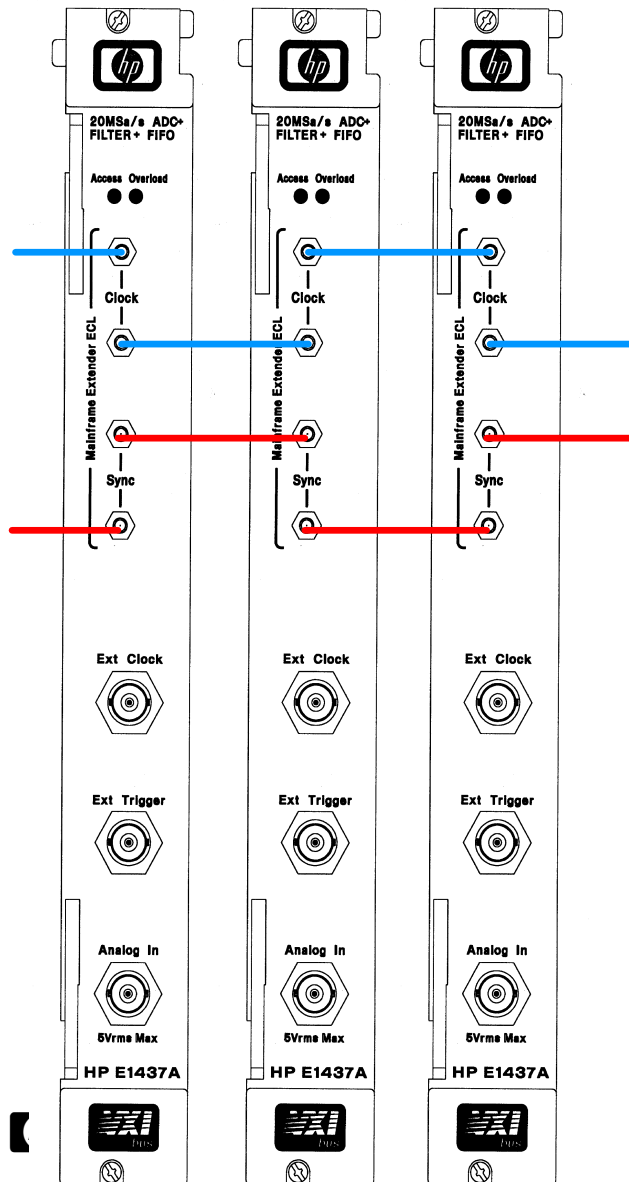 hp
20MSa/s ADC+
FILTER+ FIFO
Access Overload
Clock
Mainframe Extender ECL
Sync
Ext Clock
Ext Trigger
Analog In
5Vrms Max
HP E1437A
VXI
bus
hp
20MSa/s ADC+
FILTER+ FIFO
Access Overload
Clock
Mainframe Extender ECL
Sync
Ext Clock
Ext Trigger
Analog In
5Vrms Max
HP E1437A
VXI
bus
hp
20MSa/s ADC+
FILTER+ FIFO
Access Overload
Clock
Mainframe Extender ECL
Sync
Ext Clock
Ext Trigger
Analog In
5Vrms Max
HP E1437A
VXI
bus